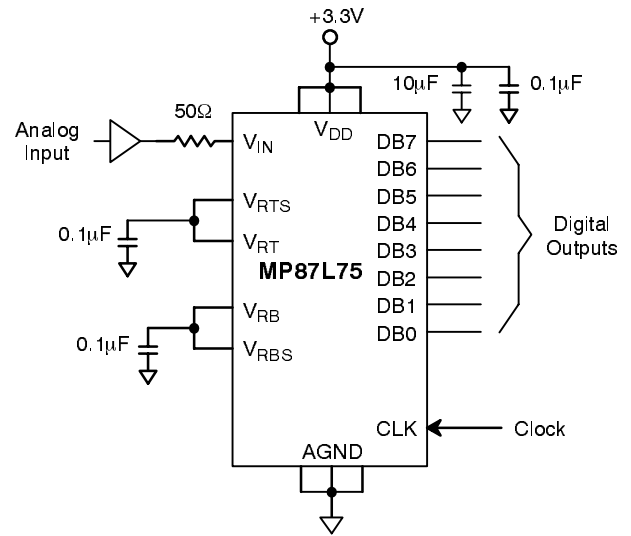 +3.3V
10µF
0.1µF
50Ω
Analog
Input
VIN
VDD
DB7
DB6
DB5
DB4
DB3
DB2
DB1
DB0
Digital
Outputs
VRTS
0.1µF
VRT
MP87L75
VRB
0.1µF
VRBS
CLK
Clock
AGND